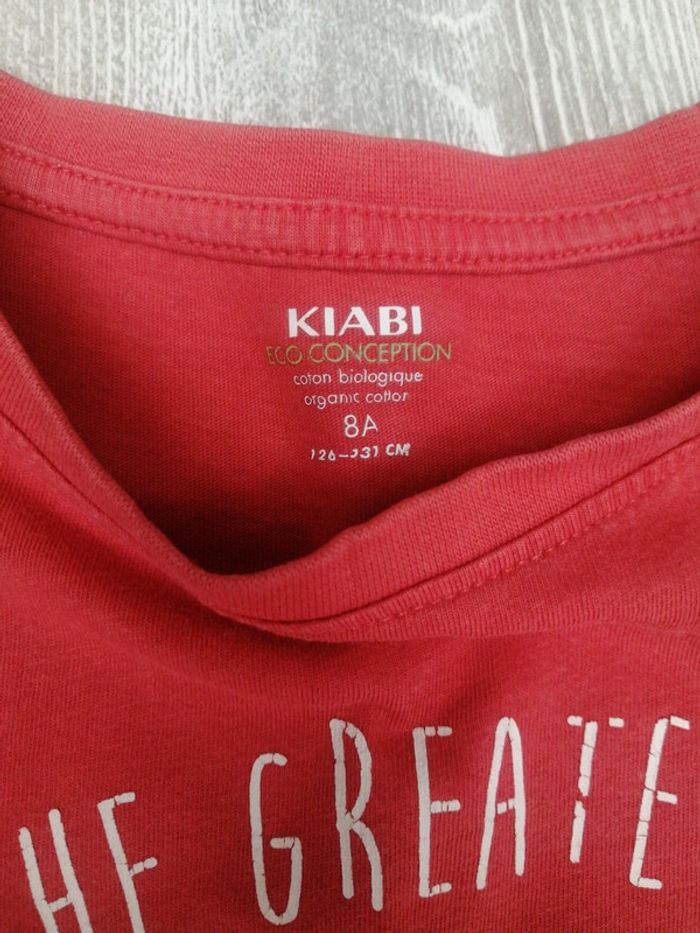 KIABI
ECO CONCEPTION
coton biologique
organic cotton
8A
126-131 CM
HE GREATE